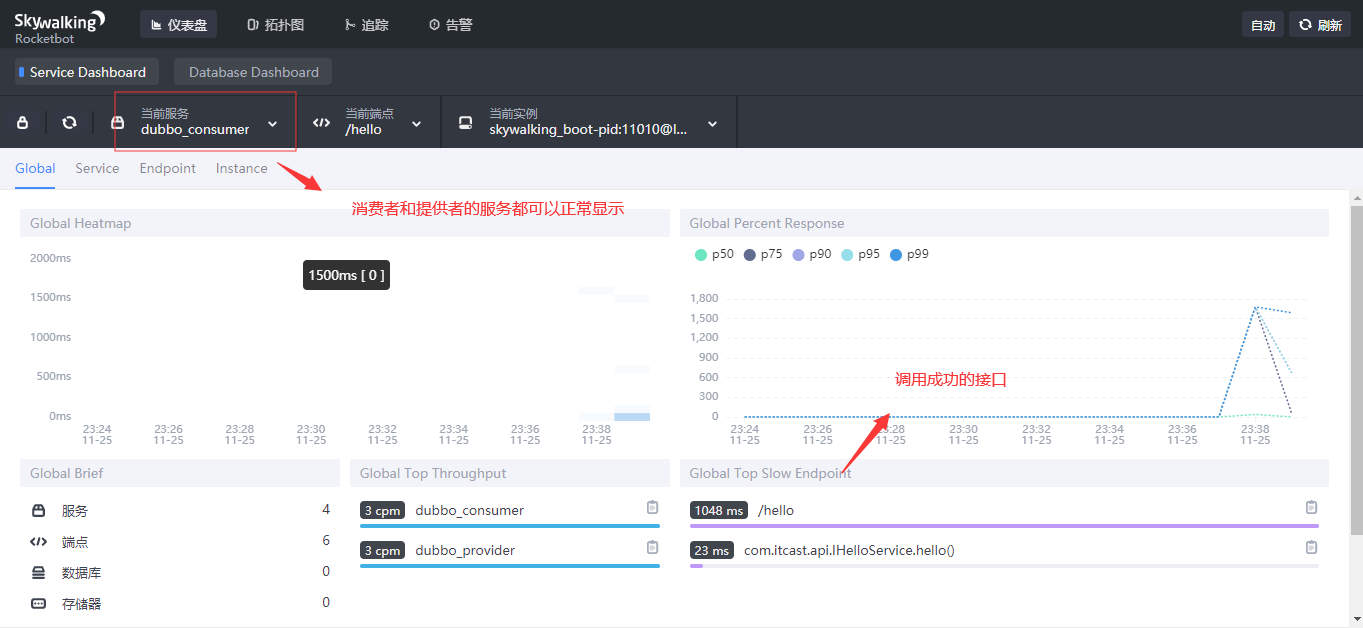 Skywalking
Rocketbot
仪表盘
拓扑图
追踪
告警
自动
刷新
Service Dashboard
Database Dashboard
当前服务
dubbo_consumer
当前端点
/hello
当前实例
skywalking_boot-pid:11010@l...
Global
Service
Endpoint
Instance
消费者和提供者的服务都可以正常显示
Global Heatmap
2000ms
1500ms
1000ms
500ms
0ms
1500ms [ 0 ]
23:24
11-25
23:26
11-25
23:28
11-25
23:30
11-25
23:32
11-25
23:34
11-25
23:36
11-25
23:38
11-25
Global Percent Response
p50
p75
p90
p95
p99
1,800
1,500
1,200
900
600
300
0
调用成功的接口
23:24
11-25
23:26
11-25
23:28
11-25
23:30
11-25
23:32
11-25
23:34
11-25
23:36
11-25
23:38
11-25
Global Brief
服务 4
端点 6
数据库 0
存储器 0
Global Top Throughput
3 cpm dubbo_consumer
3 cpm dubbo_provider
Global Top Slow Endpoint
1048 ms /hello
23 ms com.itcast.api.IHelloService.hello()